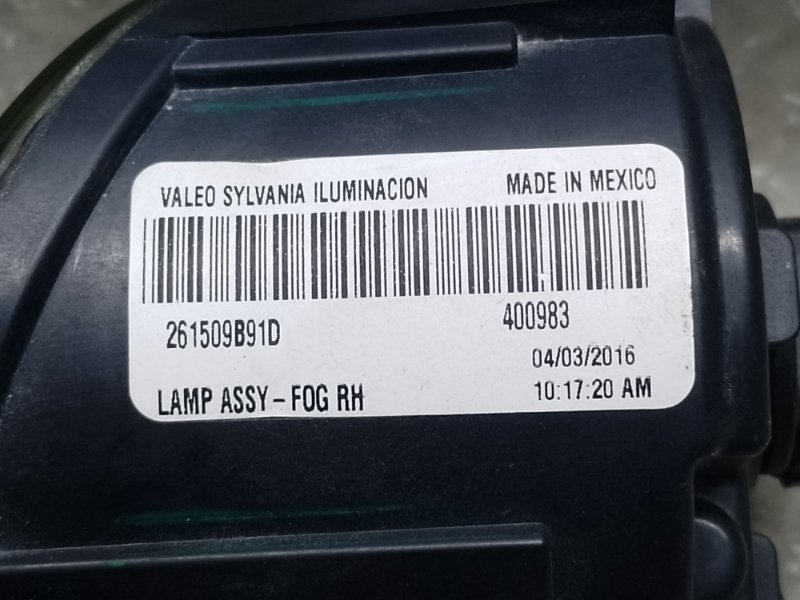 VALEO SYLVANIA ILUMINACION MADE IN MEXICO
261509B91D 400983
04/03/2016
LAMP ASSY-FOG RH 10:17:20 AM